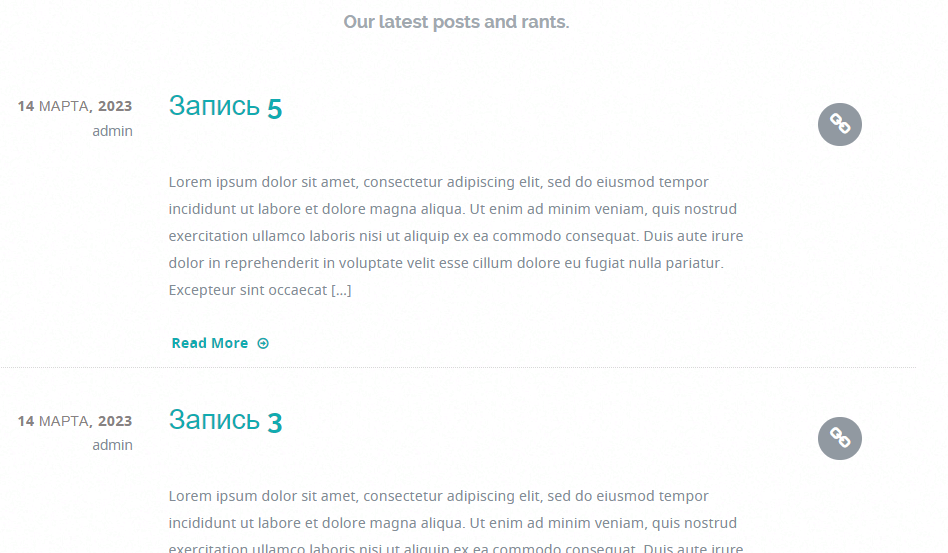 Our latest posts and rants.
14 МАРТА, 2023
admin
Запись 5
Lorem ipsum dolor sit amet, consectetur adipiscing elit, sed do eiusmod tempor
incididunt ut labore et dolore magna aliqua. Ut enim ad minim veniam, quis nostrud
exercitation ullamco laboris nisi ut aliquip ex ea commodo consequat. Duis aute irure
dolor in reprehenderit in voluptate velit esse cillum dolore eu fugiat nulla pariatur.
Excepteur sint occaecat [...]
Read More
14 МАРТА, 2023
admin
Запись 3
Lorem ipsum dolor sit amet, consectetur adipiscing elit, sed do eiusmod tempor
incididunt ut labore et dolore magna aliqua. Ut enim ad minim veniam, quis nostrud
exercitation ullamco laboris nisi ut aliquip ex ea commodo consequat. Duis aute irure